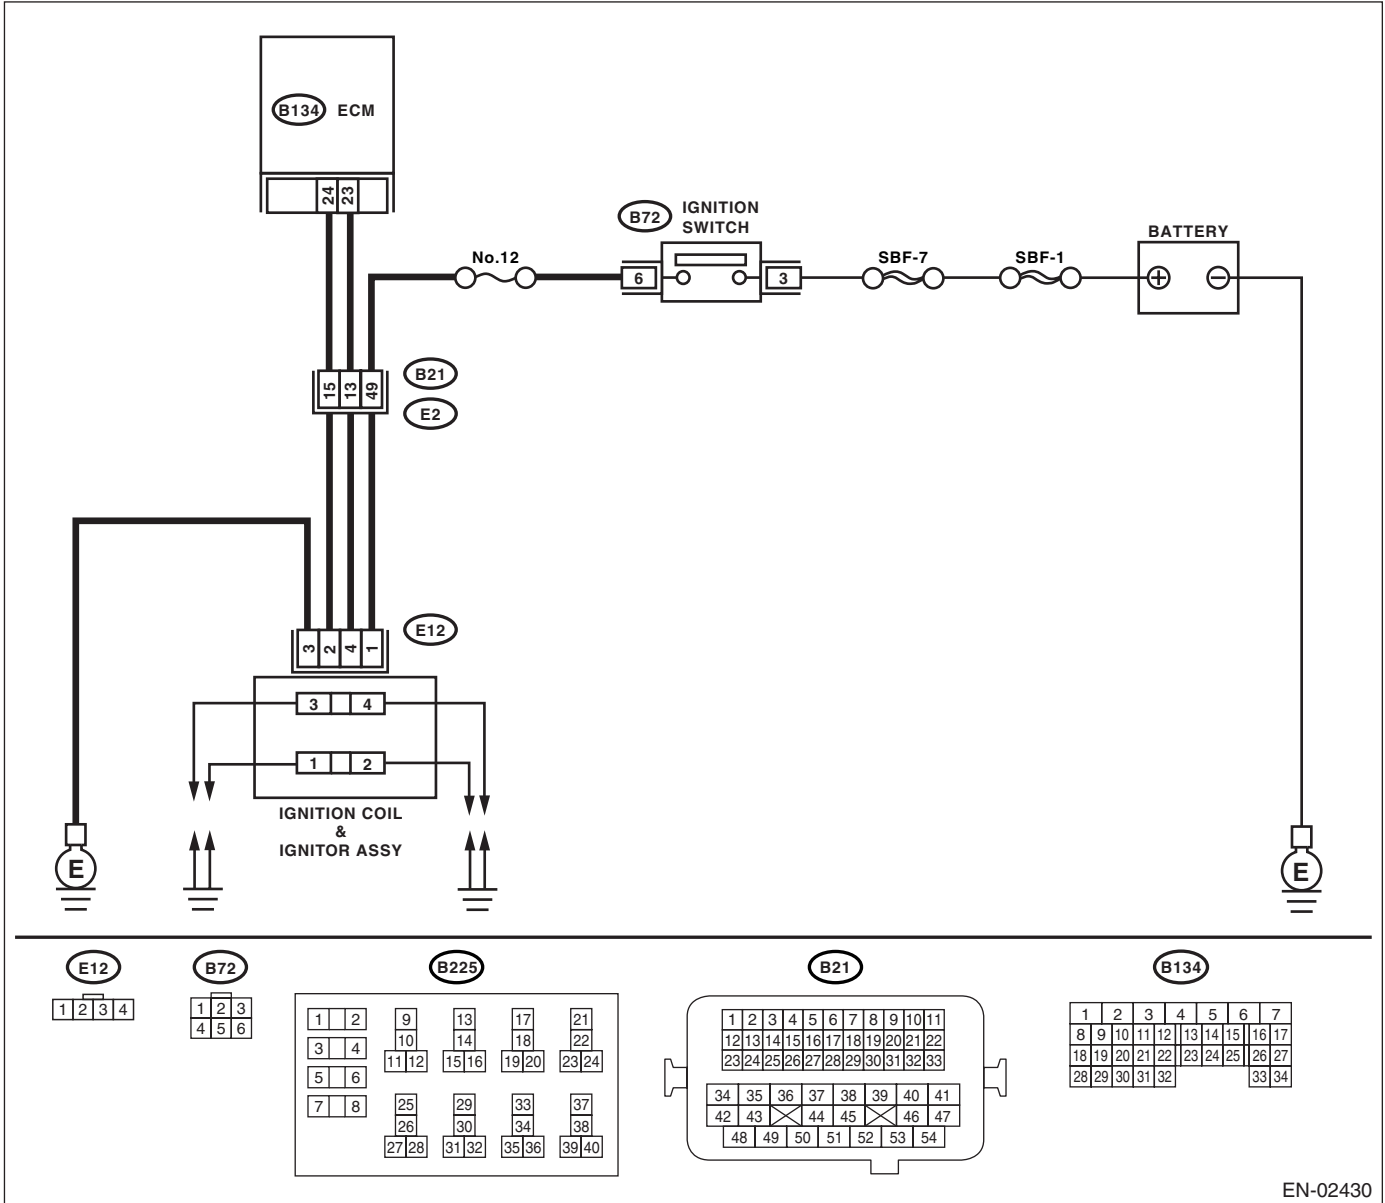 B134 ECM
24 23
B72 IGNITION
SWITCH
BATTERY
No.12
6
3
SBF-7
SBF-1
+ −
15 13 49
B21
E2
E12
3 2 4 1
3 4
1 2
IGNITION COIL
&
IGNITOR ASSY
E
E
E12
1 2 3 4
B72
1 2 3
4 5 6
B225
1 2
3 4
5 6
7 8
9
10
11 12
13
14
15 16
17
18
19 20
21
22
23 24
25
26
27 28
29
30
31 32
33
34
35 36
37
38
39 40
B21
1 2 3 4 5 6 7 8 9 10 11
12 13 14 15 16 17 18 19 20 21 22
23 24 25 26 27 28 29 30 31 32 33
34 35 36 37 38 39 40 41
42 43 44 45 46 47
48 49 50 51 52 53 54
B134
1 2 3 4 5 6 7
8 9 10 11 12 13 14 15 16 17
18 19 20 21 22 23 24 25 26 27
28 29 30 31 32 33 34
EN-02430